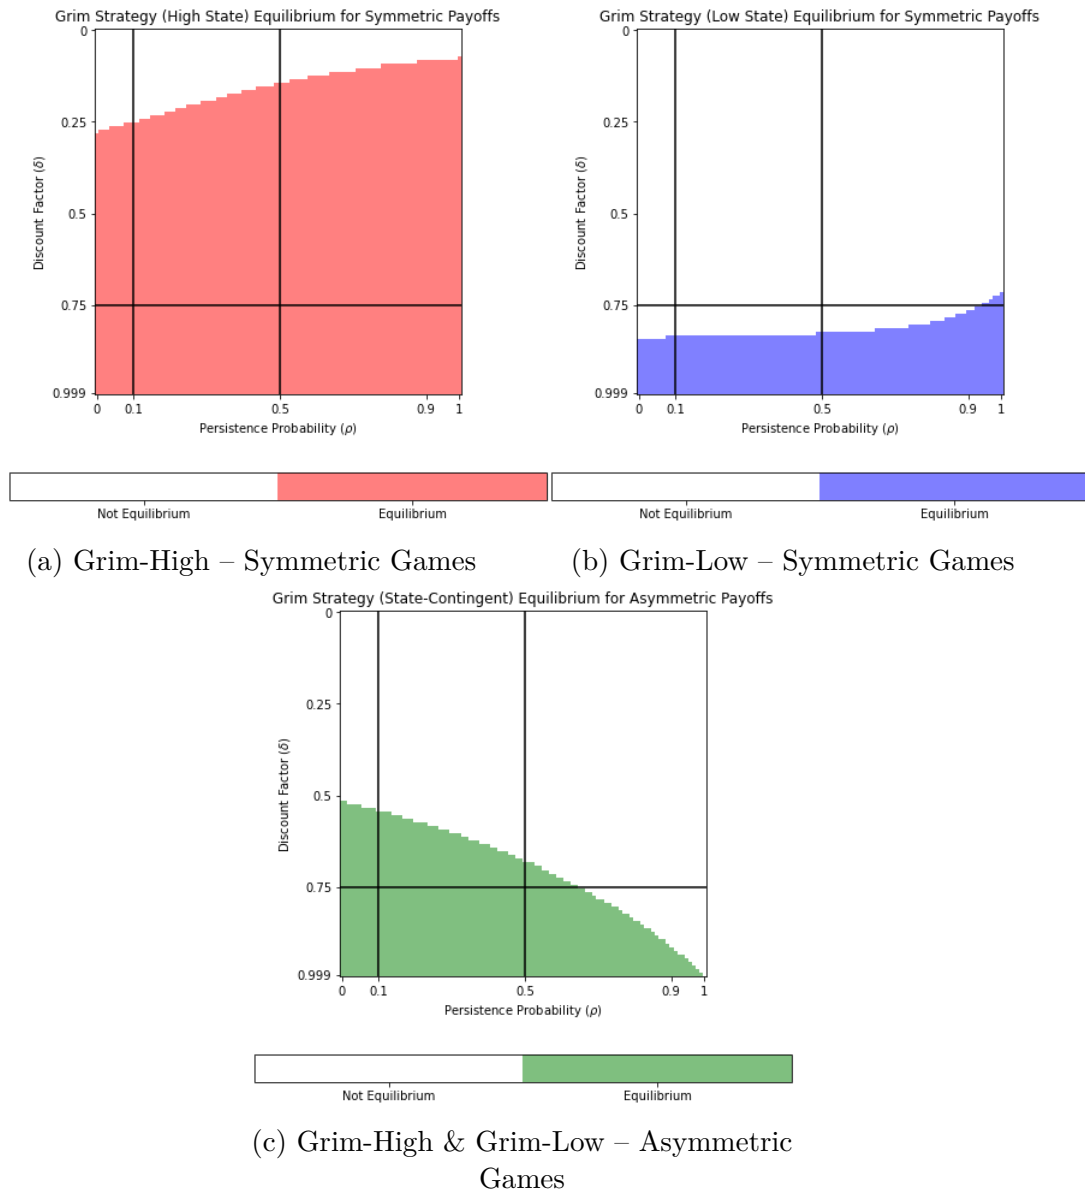 Grim Strategy (High State) Equilibrium for Symmetric Payoffs
0
0.25
0.5
0.75
0.999
Discount Factor (δ)
0 0.1 0.5 0.9 1
Persistence Probability (ρ)
Not Equilibrium Equilibrium
(a) Grim-High – Symmetric Games
Grim Strategy (Low State) Equilibrium for Symmetric Payoffs
0
0.25
0.5
0.75
0.999
Discount Factor (δ)
0 0.1 0.5 0.9 1
Persistence Probability (ρ)
Not Equilibrium Equilibrium
(b) Grim-Low – Symmetric Games
Grim Strategy (State-Contingent) Equilibrium for Asymmetric Payoffs
0
0.25
0.5
0.75
0.999
Discount Factor (δ)
0 0.1 0.5 0.9 1
Persistence Probability (ρ)
Not Equilibrium Equilibrium
(c) Grim-High & Grim-Low – Asymmetric
Games